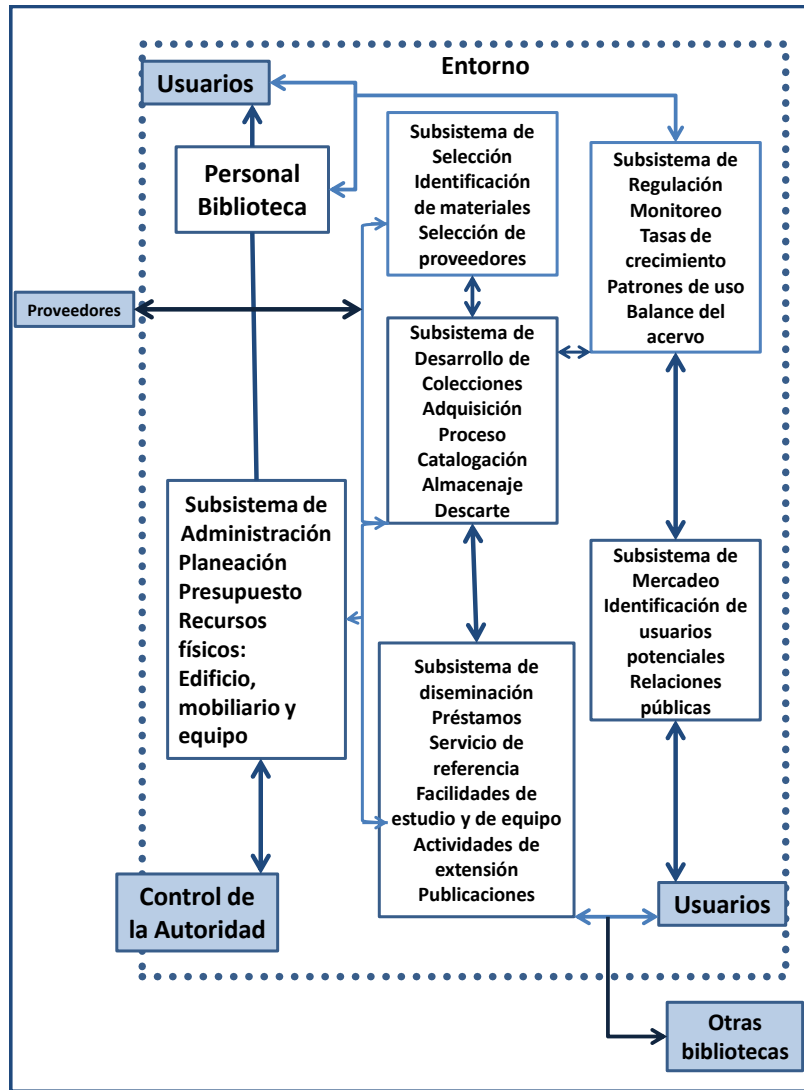 Entorno
Usuarios
Personal
Biblioteca
Subsistema de
Selección
Identificación
de materiales
Selección de
proveedores
Subsistema de
Regulación
Monitoreo
Tasas de
crecimiento
Patrones de uso
Balance del
acervo
Proveedores
Subsistema de
Desarrollo de
Colecciones
Adquisición
Proceso
Catalogación
Almacenaje
Descarte
Subsistema de
Administración
Planeación
Presupuesto
Recursos
físicos:
Edificio,
mobiliario y
equipo
Subsistema de
Mercadeo
Identificación de
usuarios
potenciales
Relaciones
públicas
Subsistema de
diseminación
Préstamos
Servicio de
referencia
Facilidades de
estudio y de equipo
Actividades de
extensión
Publicaciones
Control de
la Autoridad
Usuarios
Otras
bibliotecas